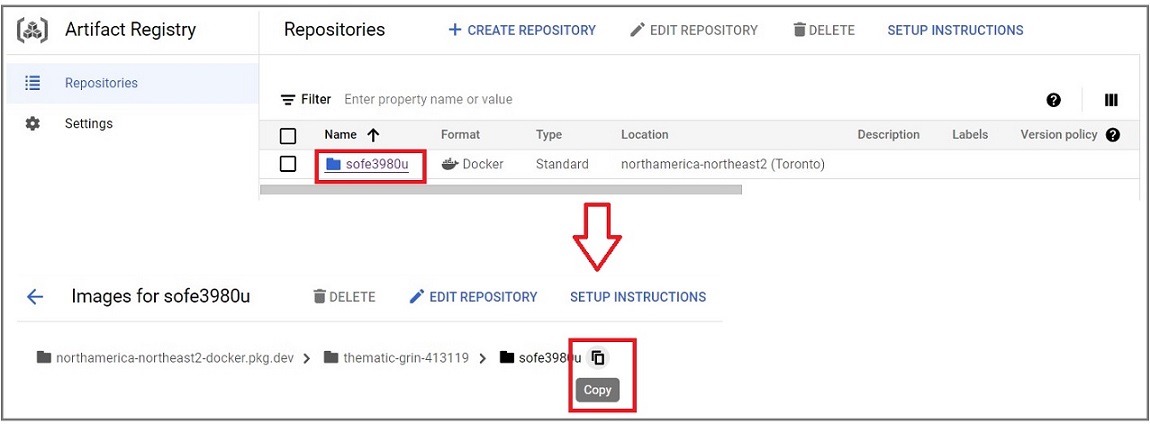 Artifact Registry
Repositories
CREATE REPOSITORY
EDIT REPOSITORY
DELETE
SETUP INSTRUCTIONS
Repositories
Settings
Filter Enter property name or value
Name Format Type Location Description Labels Version policy
sofe3980u Docker Standard northamerica-northeast2 (Toronto)
Images for sofe3980u
DELETE
EDIT REPOSITORY
SETUP INSTRUCTIONS
northamerica-northeast2-docker.pkg.dev > thematic-grin-413119 > sofe3980u
Copy